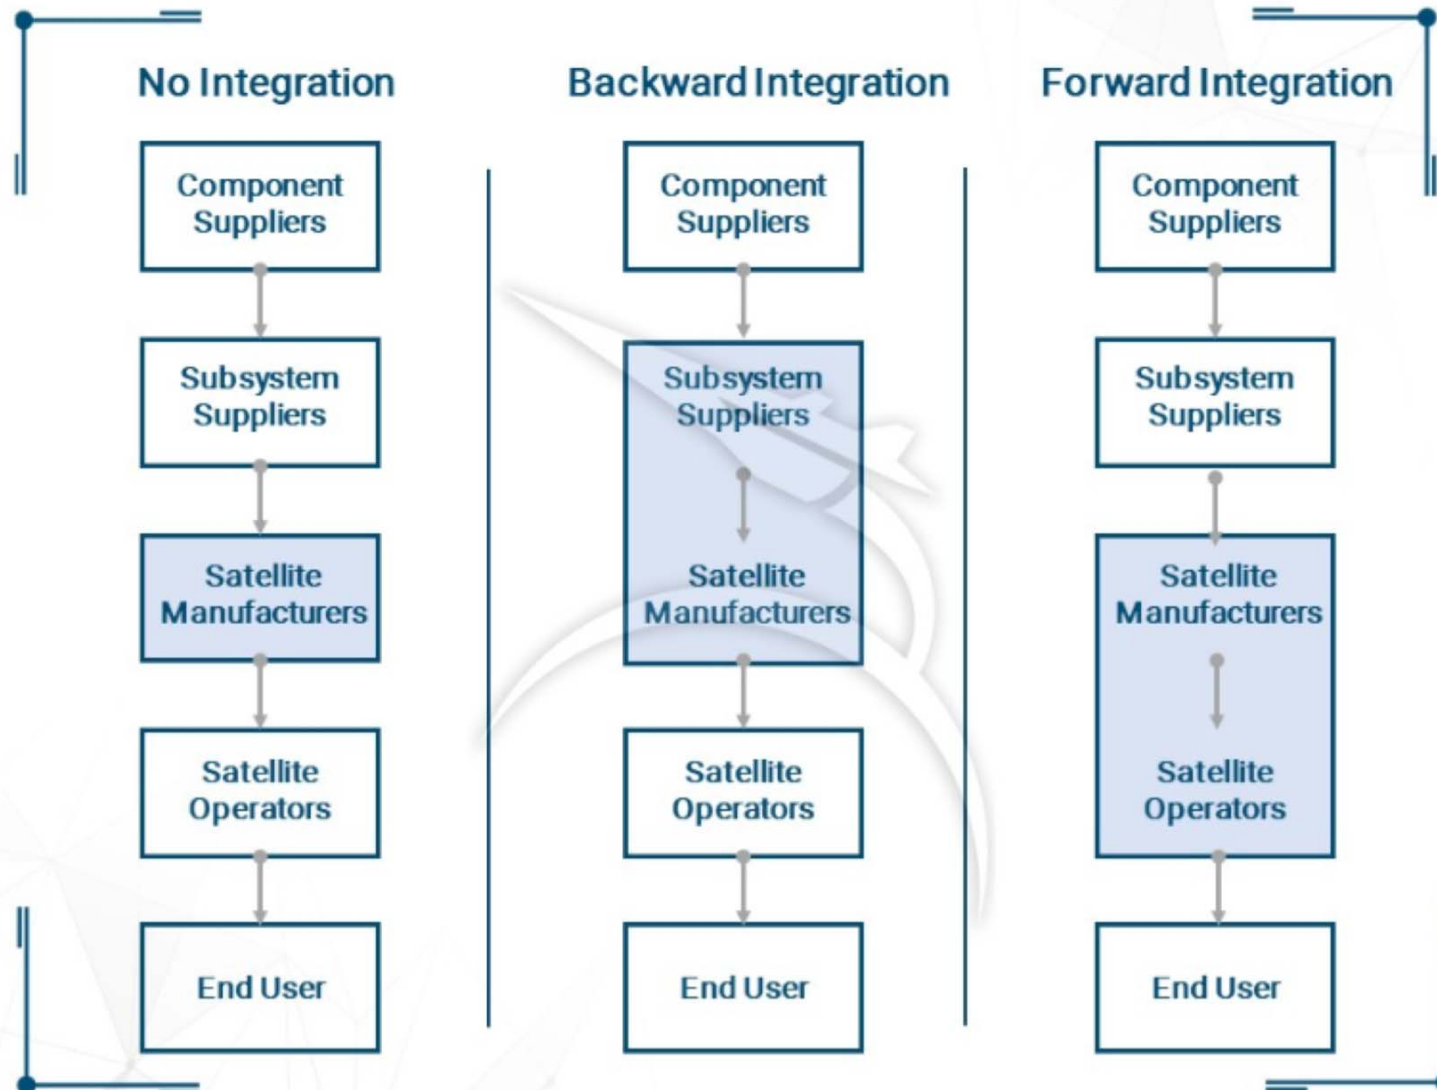 No Integration
Component
Suppliers
Subsystem
Suppliers
Satellite
Manufacturers
Satellite
Operators
End User
Backward Integration
Component
Suppliers
Subsystem
Suppliers
Satellite
Manufacturers
Satellite
Operators
End User
Forward Integration
Component
Suppliers
Subsystem
Suppliers
Satellite
Manufacturers
Satellite
Operators
End User